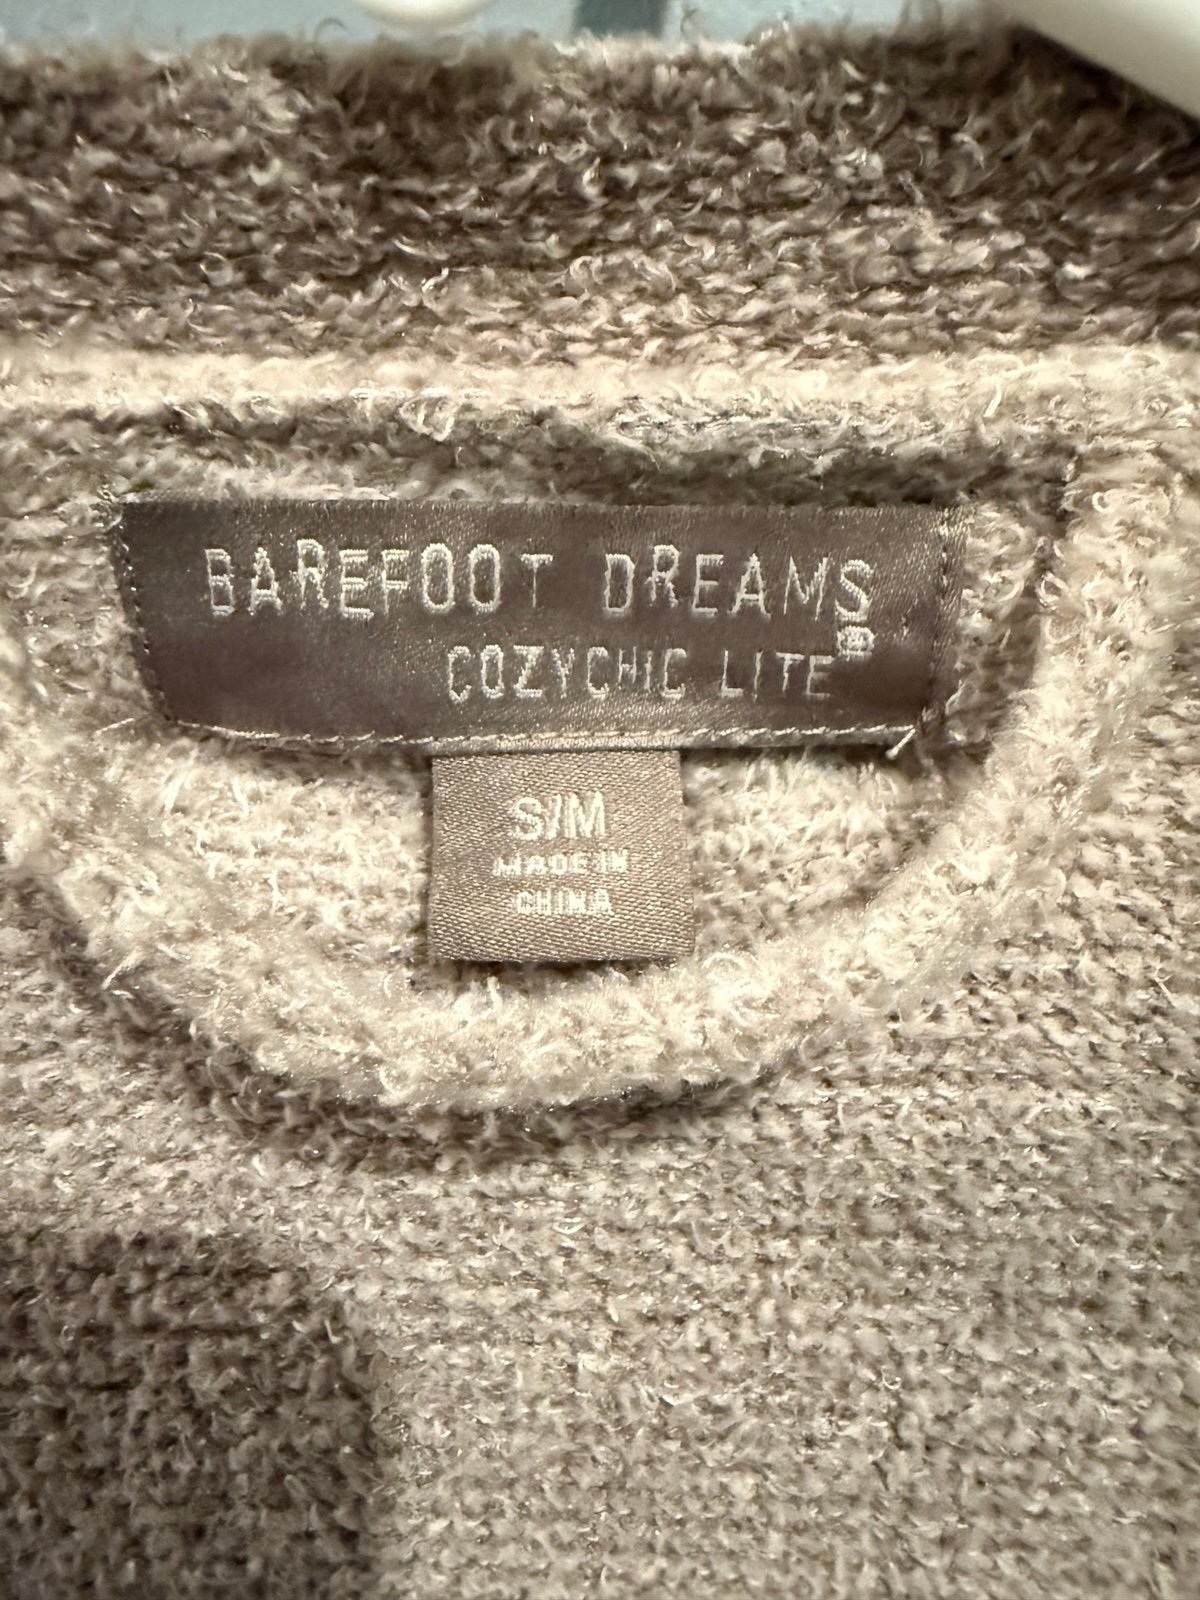 BAREFOOT DREAMS
COZYCHIC LITE®
S/M
MADE IN
CHINA